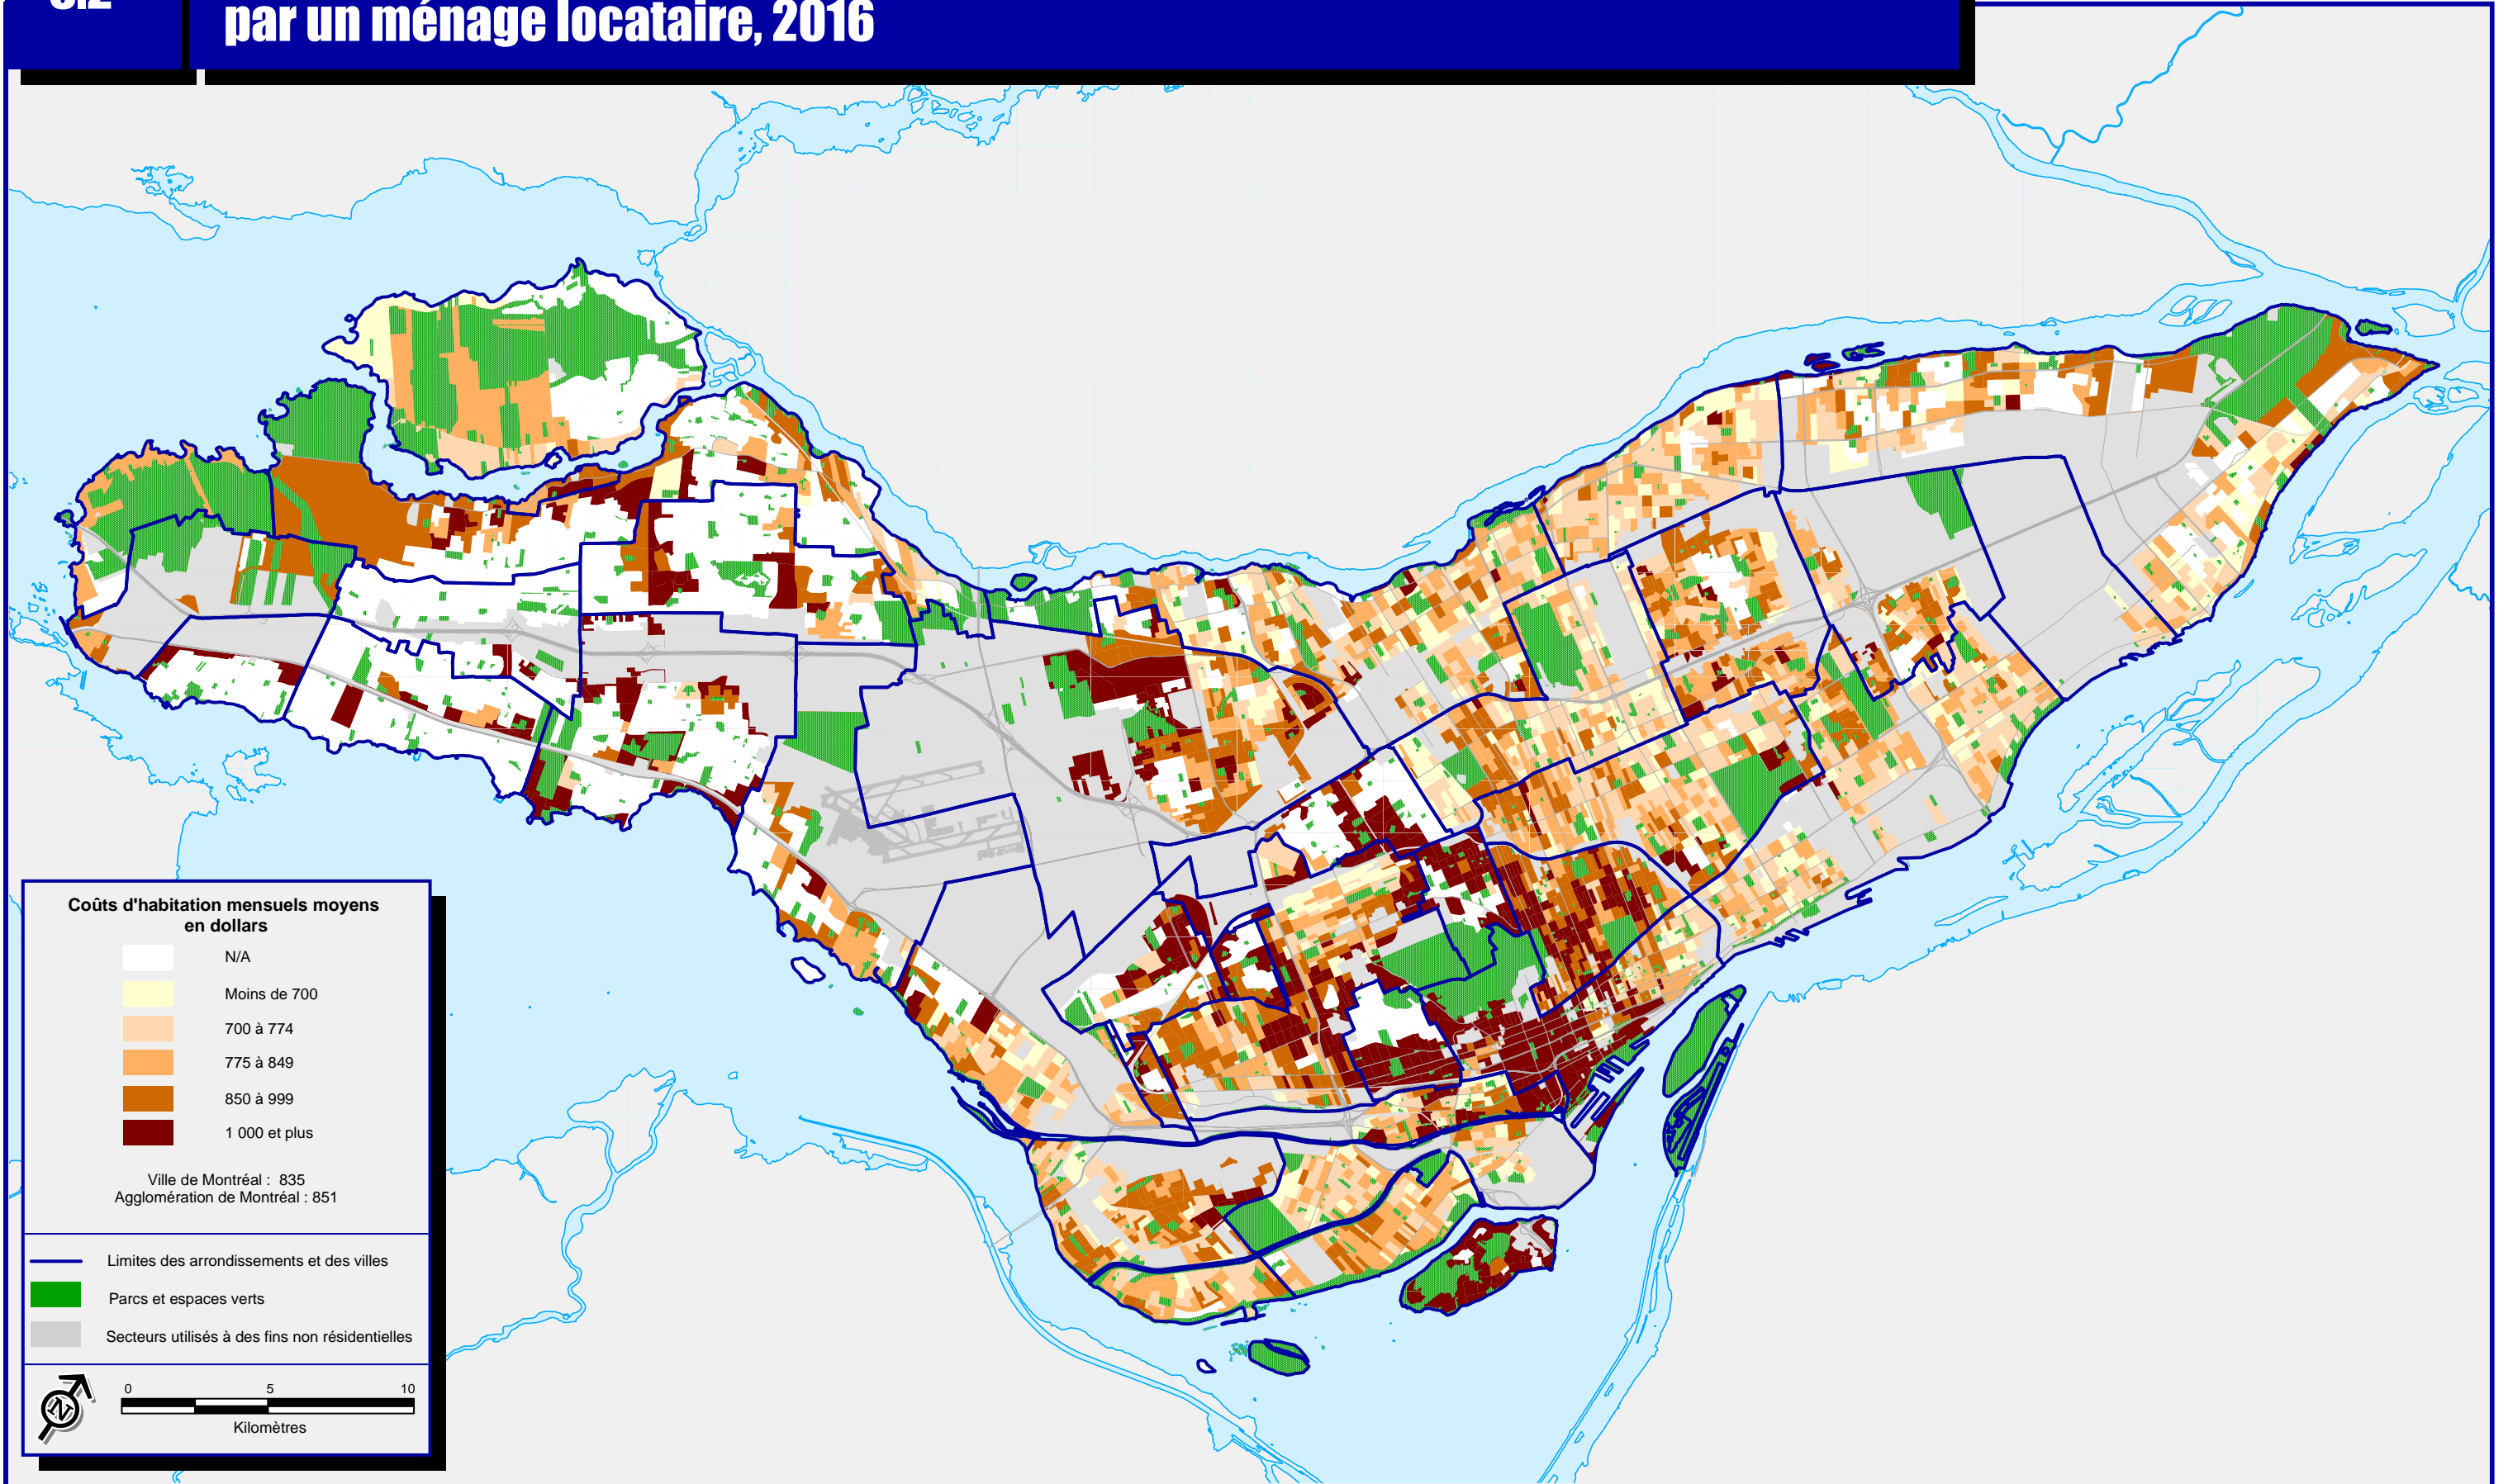 par un ménage locataire, 2016
Coûts d'habitation mensuels moyens
en dollars
N/A
Moins de 700
700 à 774
775 à 849
850 à 999
1 000 et plus
Ville de Montréal : 835
Agglomération de Montréal : 851
Limites des arrondissements et des villes
Parcs et espaces verts
Secteurs utilisés à des fins non résidentielles
N
0 5 10
Kilomètres